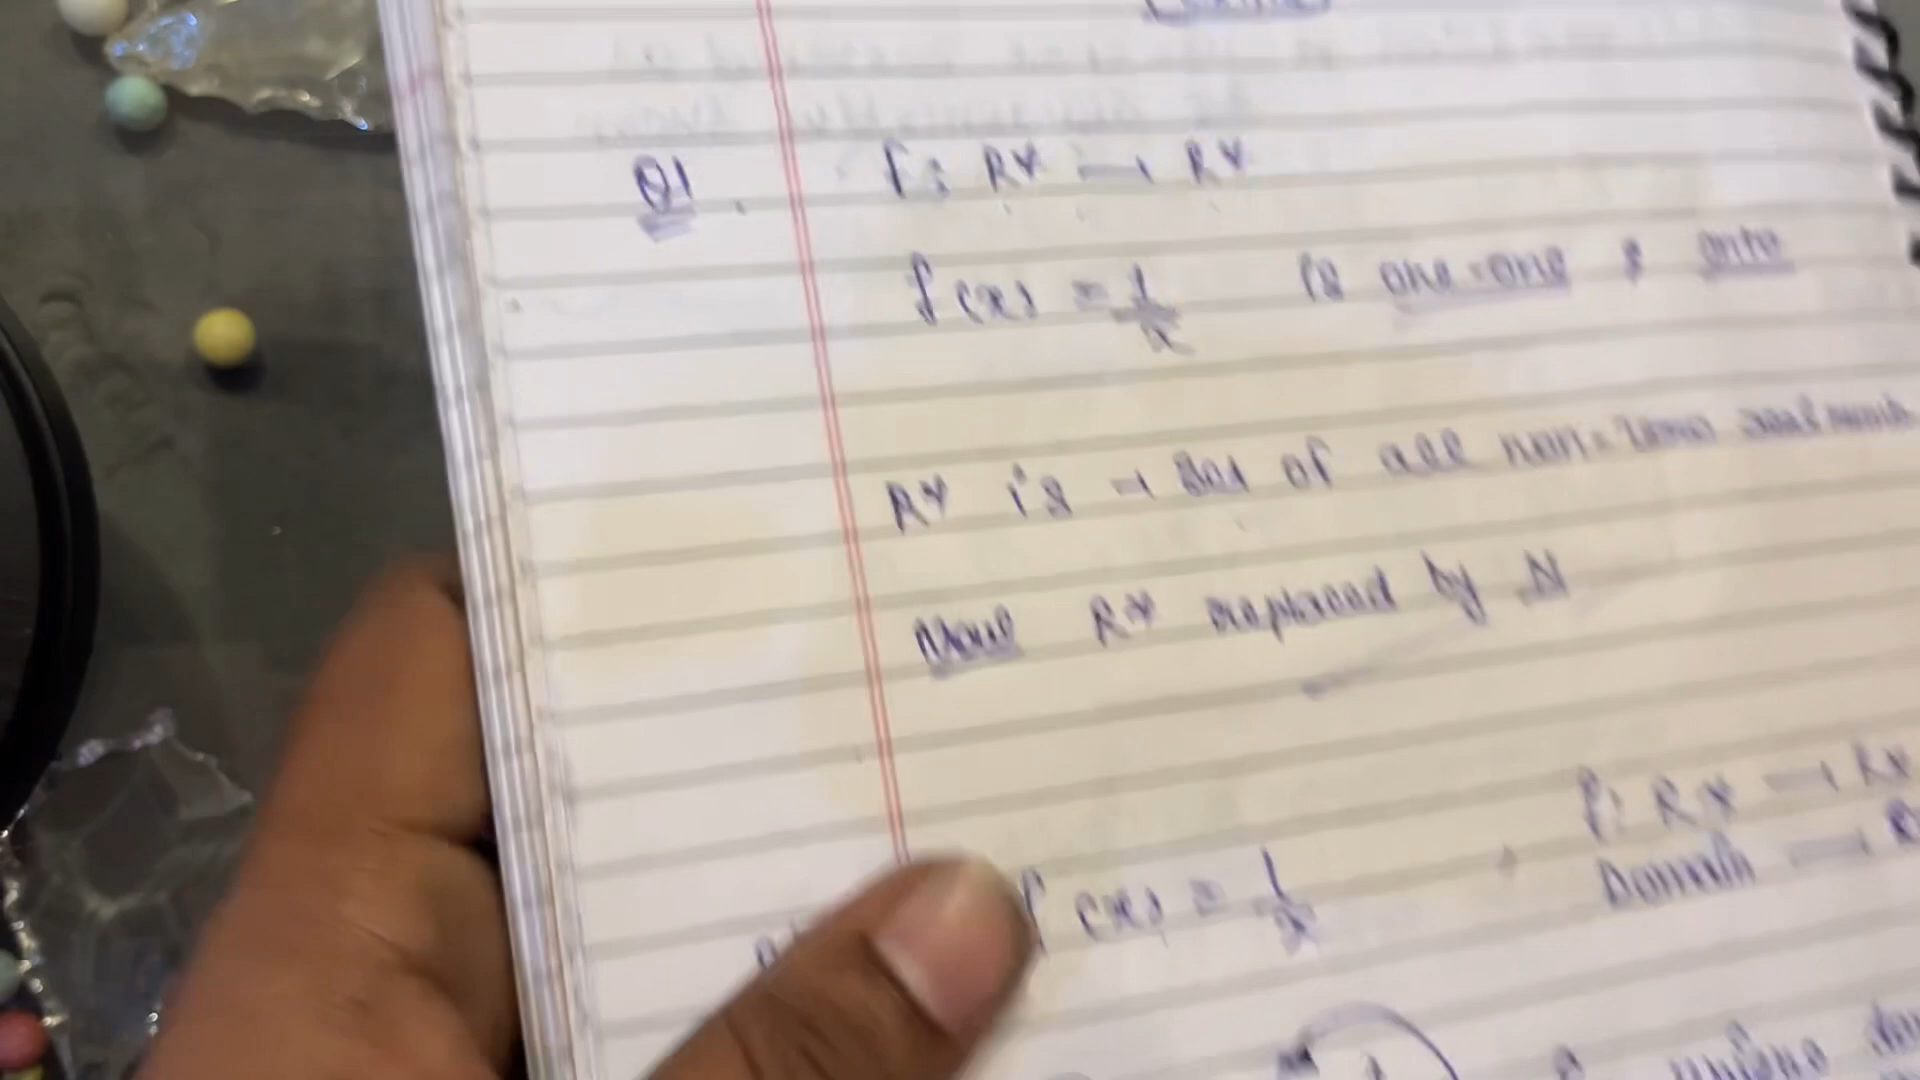 Q1. f: R* → R*
f(x) = 1/x is one-one & onto
R* is → Set of all non-zero real numb
Now R* replaced by N
f: R* → R*
Domain →
f(x) = 1/x
unique